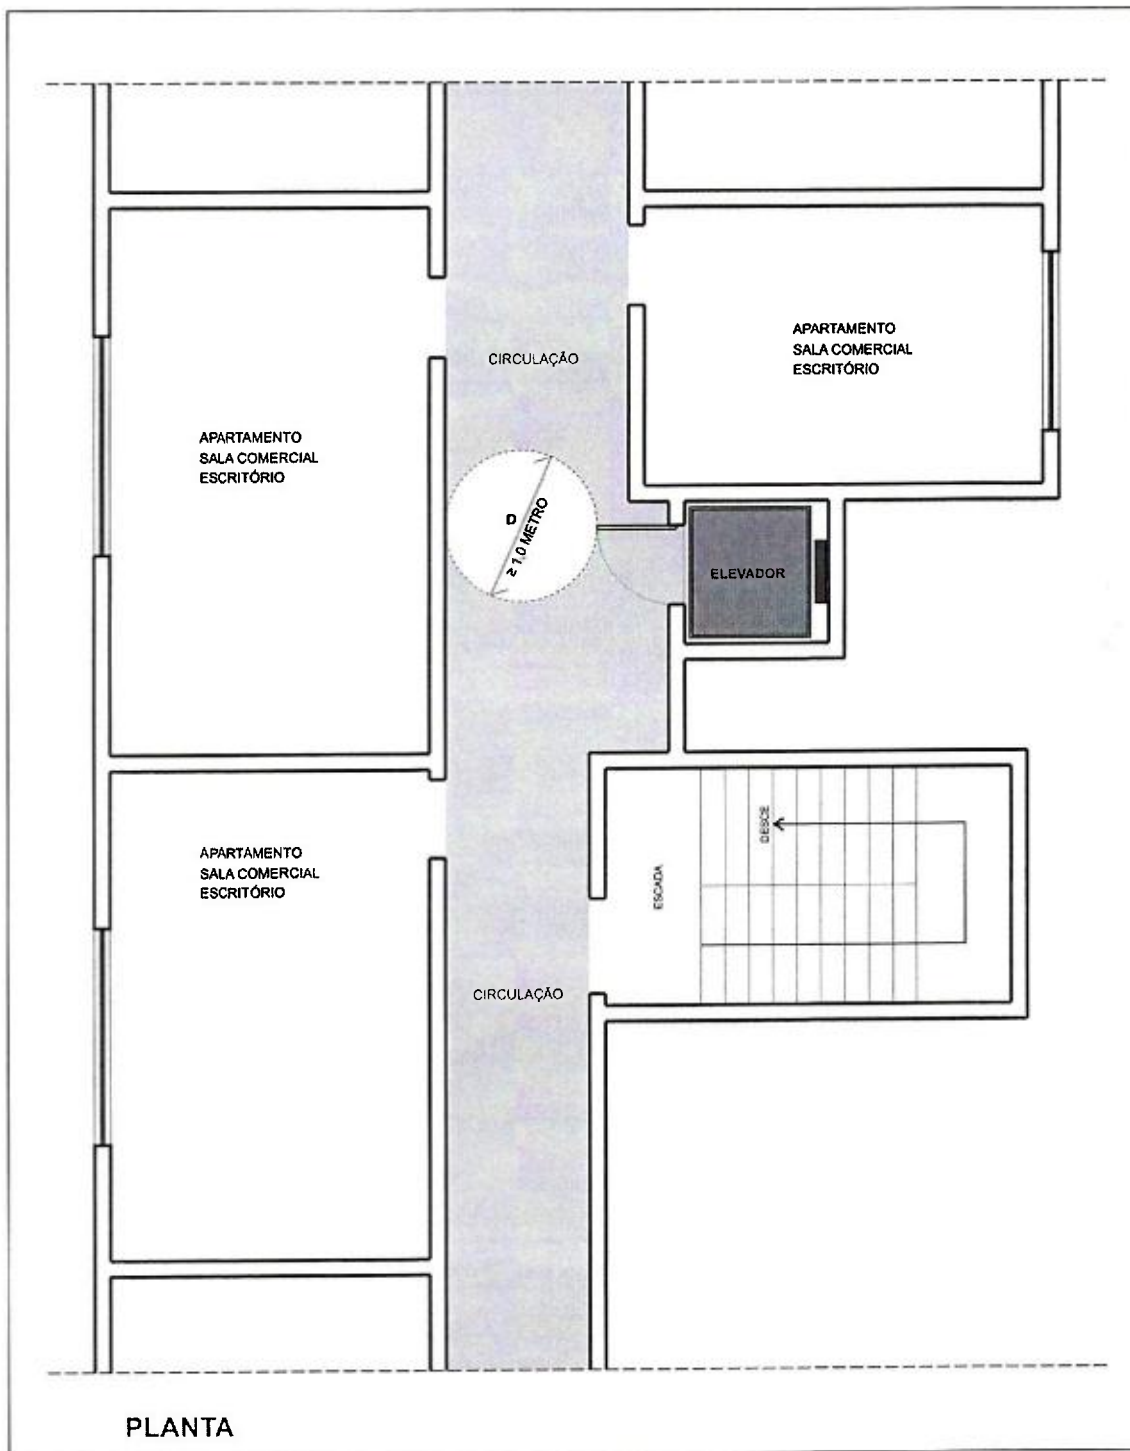 APARTAMENTO
SALA COMERCIAL
ESCRITÓRIO
CIRCULAÇÃO
APARTAMENTO
SALA COMERCIAL
ESCRITÓRIO
D
≥ 1,0 METRO
ELEVADOR
APARTAMENTO
SALA COMERCIAL
ESCRITÓRIO
DESCE
ESCADA
CIRCULAÇÃO
PLANTA